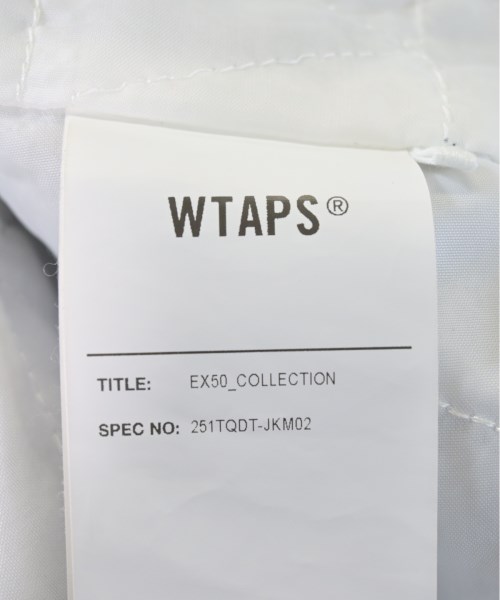 WTAPS®
TITLE: EX50_COLLECTION
SPEC NO: 251TQDT-JKM02